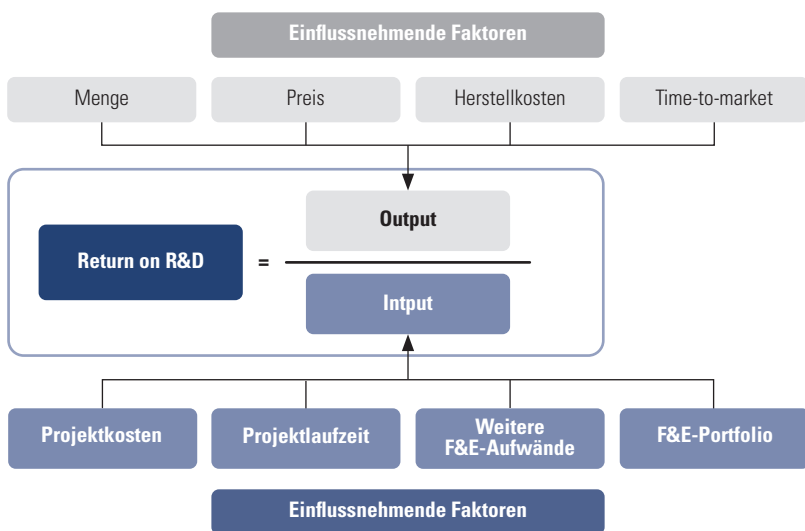 Einflussnehmende Faktoren
Menge
Preis
Herstellkosten
Time-to-market
Output
Return on R&D
=
Intput
Projektkosten
Projektlaufzeit
Weitere
F&E-Aufwände
F&E-Portfolio
Einflussnehmende Faktoren